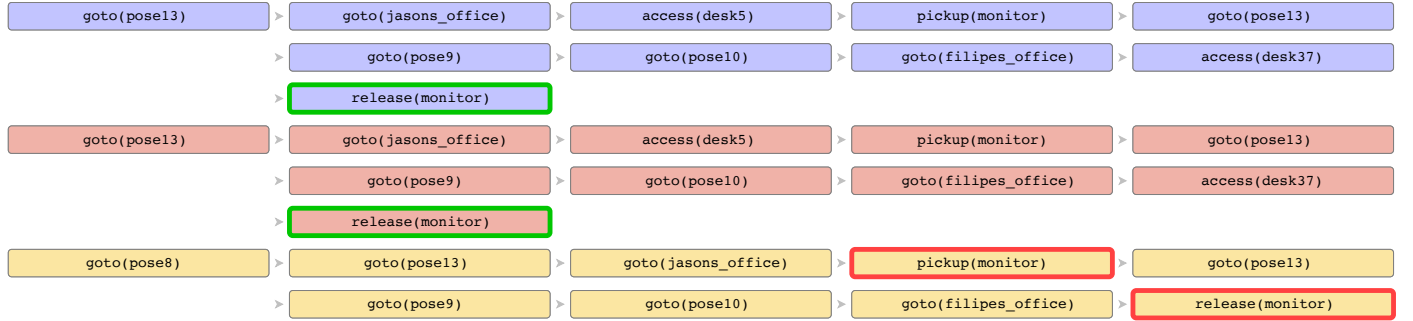 goto(pose13) goto(jasons_office) access(desk5) pickup(monitor) goto(pose13)
goto(pose9) goto(pose10) goto(filipes_office) access(desk37)
release(monitor)
goto(pose13) goto(jasons_office) access(desk5) pickup(monitor) goto(pose13)
goto(pose9) goto(pose10) goto(filipes_office) access(desk37)
release(monitor)
goto(pose8) goto(pose13) goto(jasons_office) pickup(monitor) goto(pose13)
goto(pose9) goto(pose10) goto(filipes_office) release(monitor)